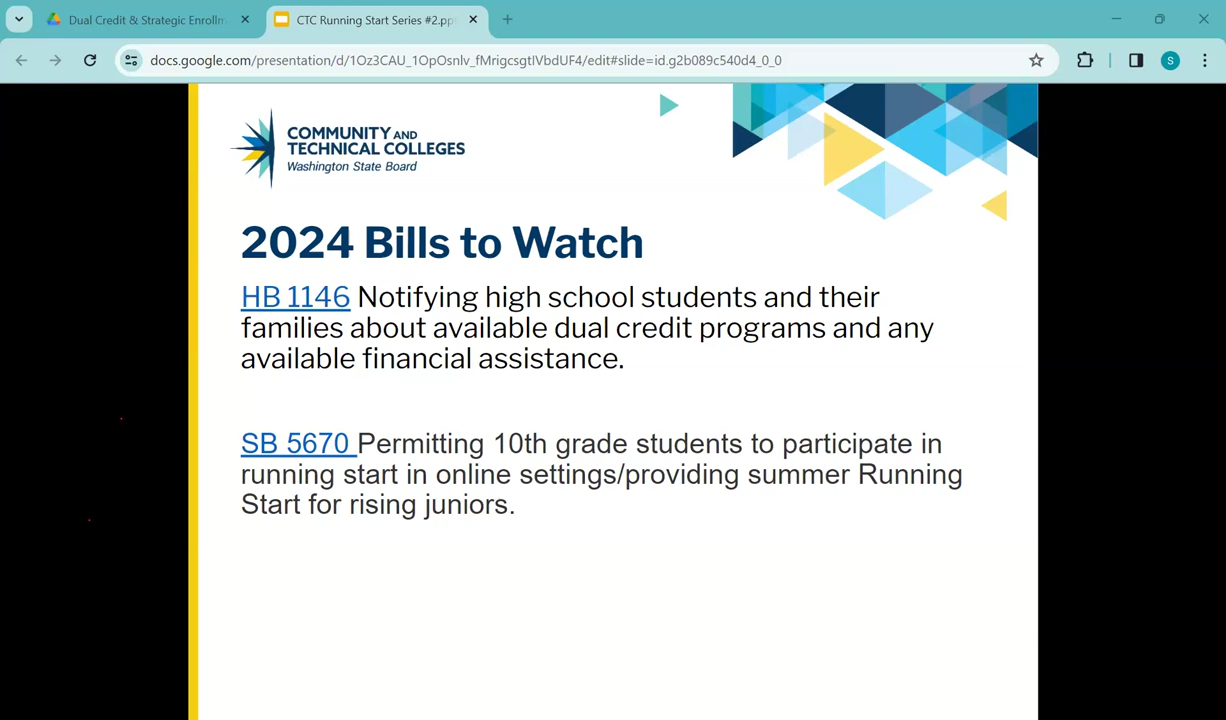 Dual Credit & Strategic Enrollm
CTC Running Start Series #2.pp
docs.google.com/presentation/d/1Oz3CAU_1OpOsnlv_fMrigcsgtIVbdUF4/edit#slide=id.g2b089c540d4_0_0
S
COMMUNITY AND
TECHNICAL COLLEGES
Washington State Board
2024 Bills to Watch
HB 1146 Notifying high school students and their
families about available dual credit programs and any
available financial assistance.
SB 5670 Permitting 10th grade students to participate in
running start in online settings/providing summer Running
Start for rising juniors.